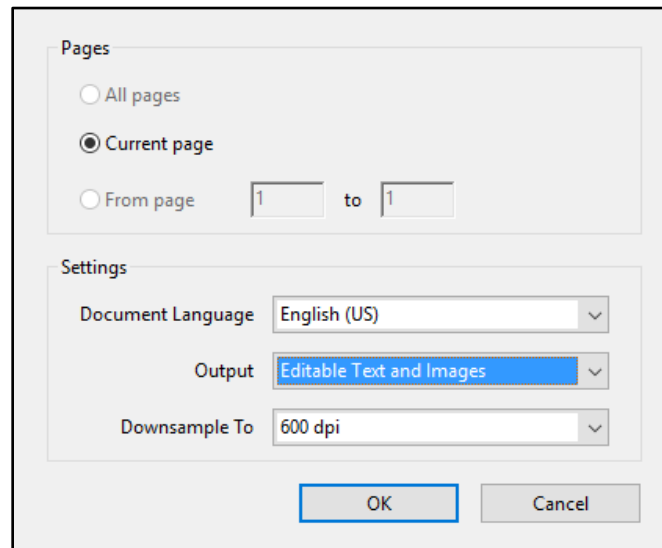 Pages
All pages
Current page
From page 1 to 1
Settings
Document Language English (US)
Output Editable Text and Images
Downsample To 600 dpi
OK Cancel